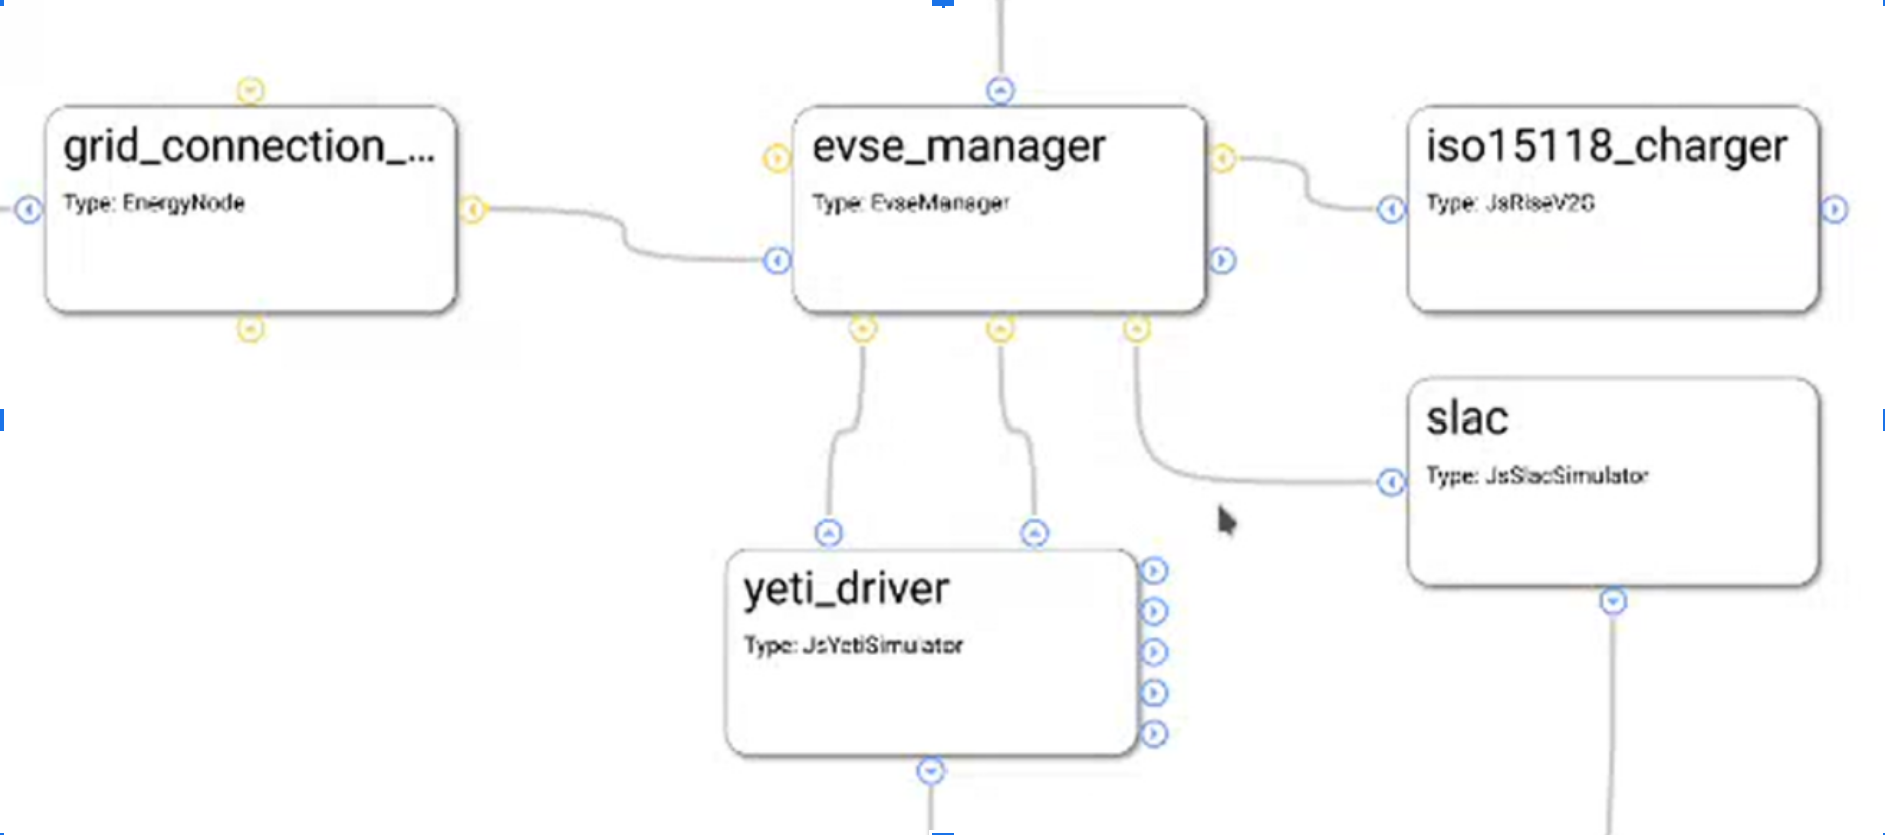 grid_connection_...
Type: EnergyNode
evse_manager
Type: EvseManager
iso15118_charger
Type: JsRiseV2G
slac
Type: JsSlacSimulator
yeti_driver
Type: JsYetiSimulator